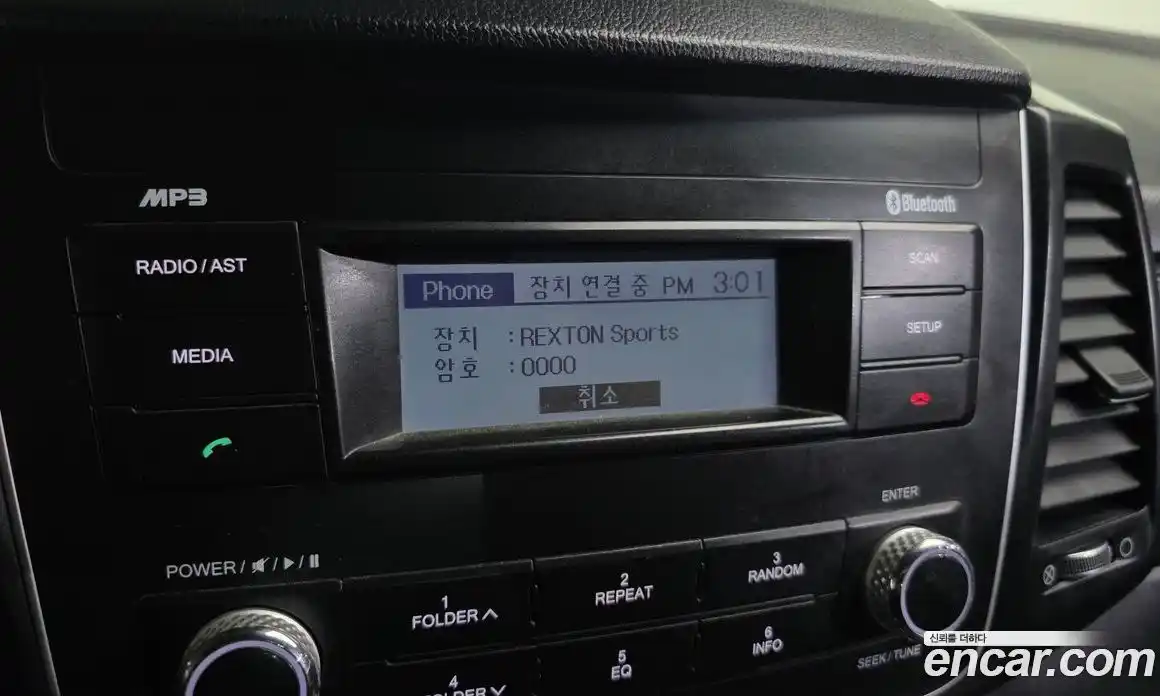 MP3
Bluetooth
RADIO / AST
SCAN
Phone 장치 연결 중 PM 3:01
장치 : REXTON Sports
암호 : 0000
취소
MEDIA
SETUP
ENTER
POWER /
1
FOLDER
2
REPEAT
3
RANDOM
4
FOLDER
5
EQ
6
INFO
SEEK / TUNE
신뢰를 더하다
encar.com